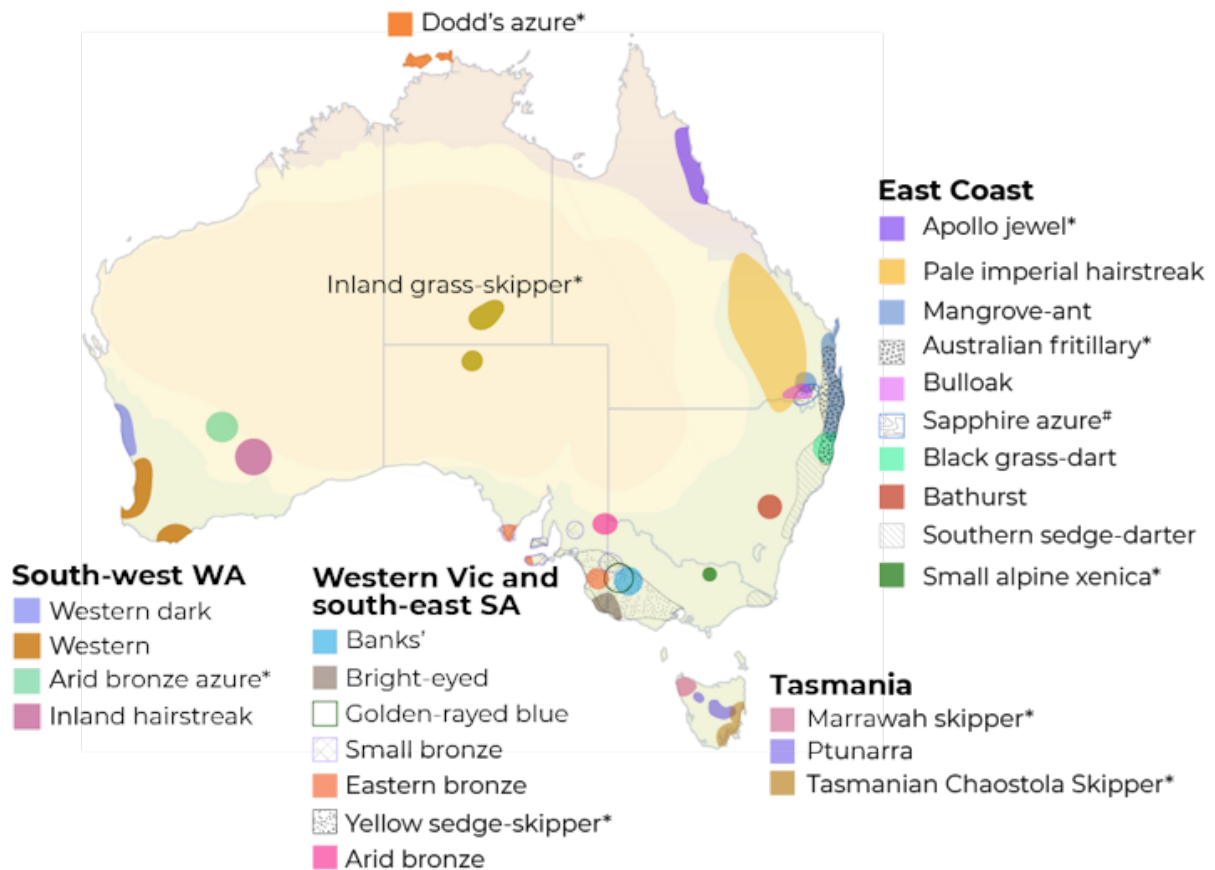 Dodd's azure*
Inland grass-skipper*
East Coast
Apollo jewel*
Pale imperial hairstreak
Mangrove-ant
Australian fritillary*
Bulloak
Sapphire azure#
Black grass-dart
Bathurst
Southern sedge-darter
Small alpine xenica*
South-west WA
Western dark
Western
Arid bronze azure*
Inland hairstreak
Western Vic and
south-east SA
Banks'
Bright-eyed
Golden-rayed blue
Small bronze
Eastern bronze
Yellow sedge-skipper*
Arid bronze
Tasmania
Marrawah skipper*
Ptunarra
Tasmanian Chaostola Skipper*